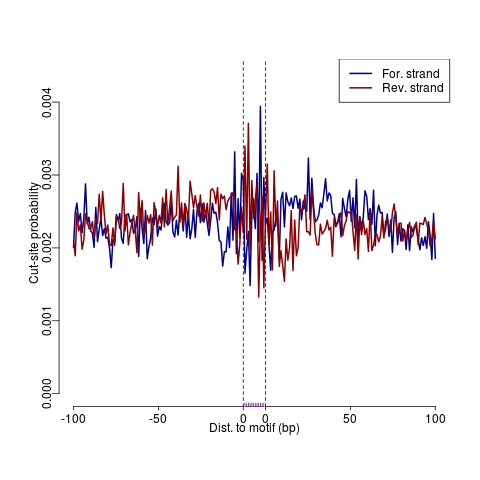 For. strand
Rev. strand
Cut-site probability
0.004
0.003
0.002
0.001
0.000
-100 -50 0 0 50 100
Dist. to motif (bp)